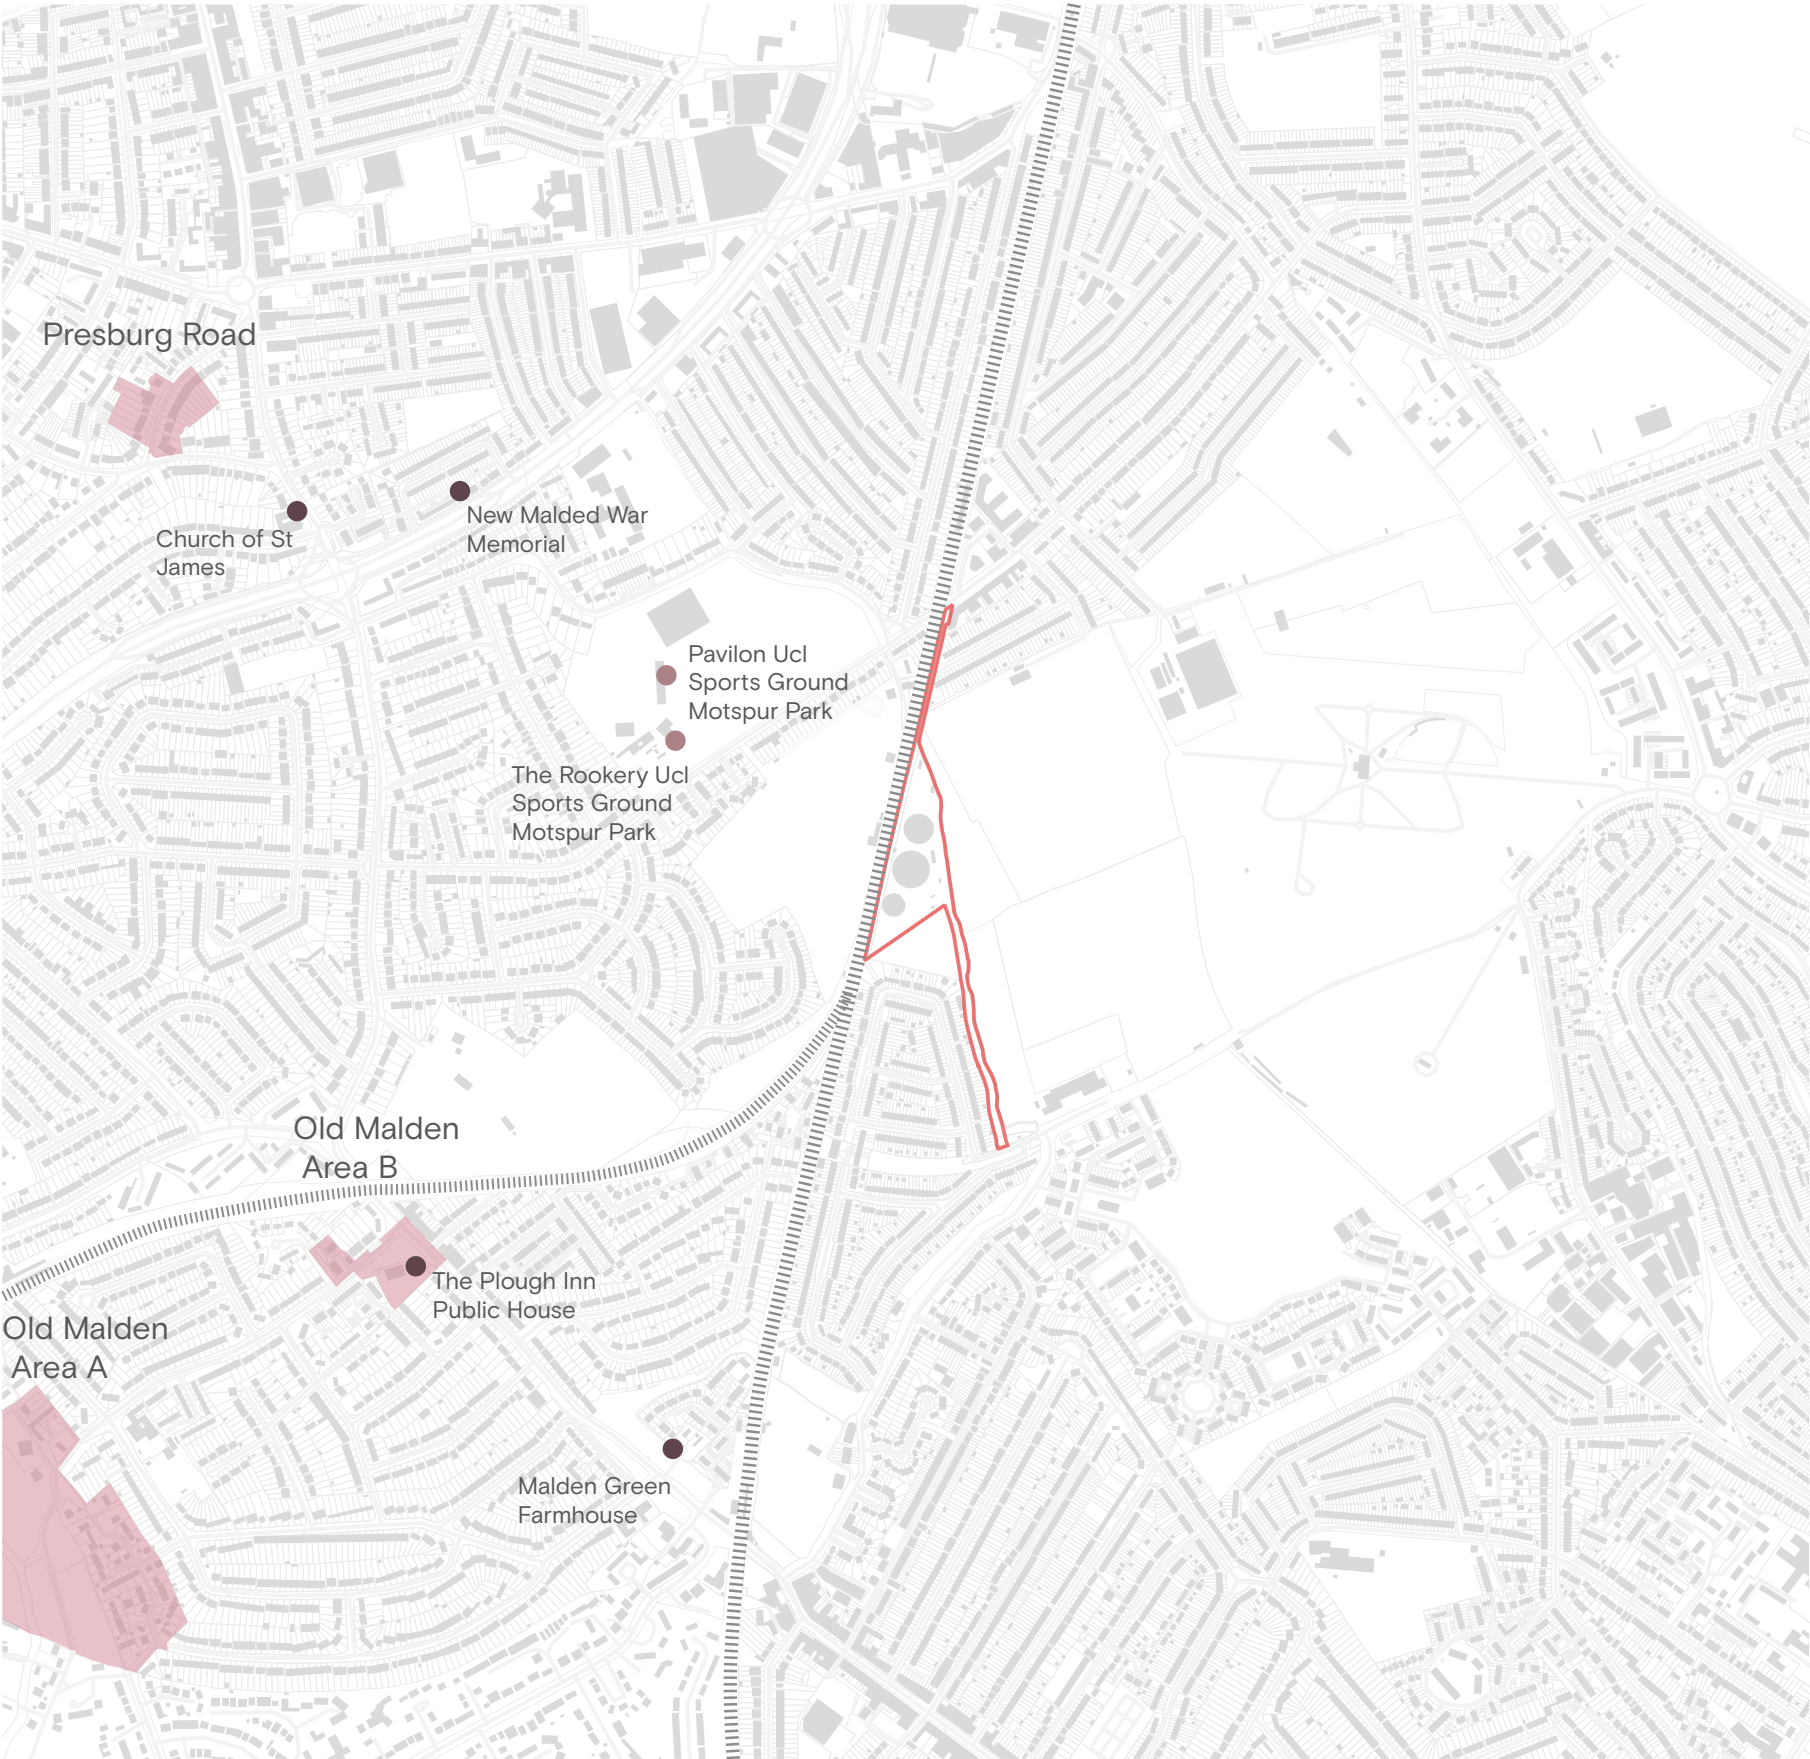 Presburg Road
New Malded War
Memorial
Church of St
James
Pavilon Ucl
Sports Ground
Motspur Park
The Rookery Ucl
Sports Ground
Motspur Park
Old Malden
Area B
The Plough Inn
Public House
Old Malden
Area A
Malden Green
Farmhouse